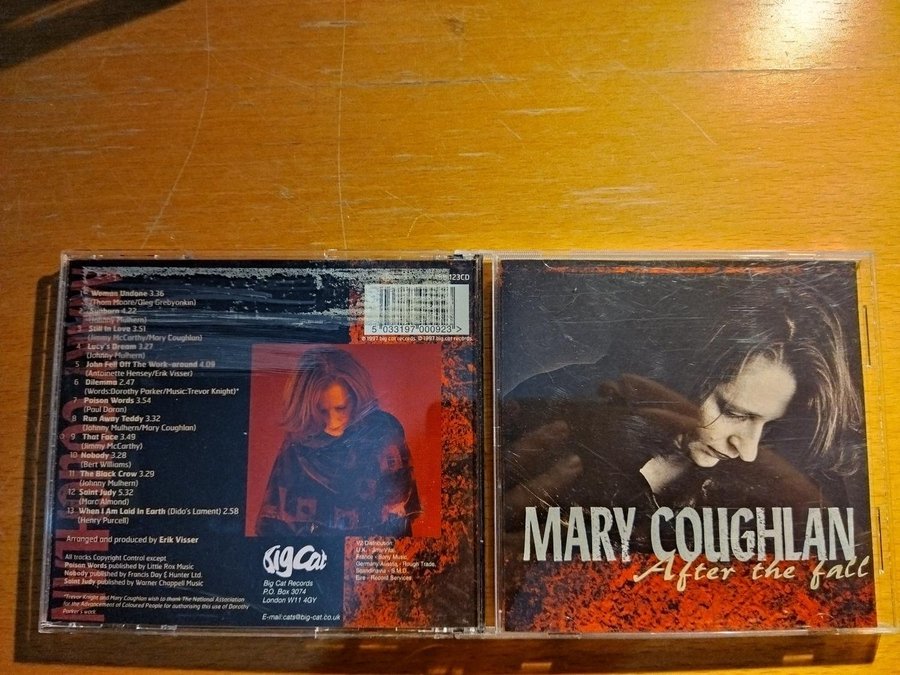 123CD
Woman Undone 3.36
(Thom Moore/Oleg Grebyonkin)
2 Sunburn 4.22
(Johnny Mulhern)
3 Still In Love 3.51
(Jimmy McCarthy/Mary Coughlan)
4 Lucy's Dream 3.27
(Johnny Mulhern)
5 John Fell Off The Work-around 4.09
(Antoinette Hensey/Erik Visser)
6 Dilemma 2.47
(Words:Dorothy Parker/Music:Trevor Knight)*
7 Poison Words 3.54
(Paul Doran)
8 Run Away Teddy 3.32
(Johnny Mulhern/Mary Coughlan)
9 That Face 3.49
(Jimmy McCarthy)
10 Nobody 3.28
(Bert Williams)
11 The Black Crow 3.29
(Johnny Mulhern)
12 Saint Judy 5.32
(Marc Almond)
13 When I Am Laid In Earth (Dido's Lament) 2.58
(Henry Purcell)
Arranged and produced by Erik Visser
All tracks Copyright Control except
Poison Words published by Little Rox Music
Nobody published by Francis Day & Hunter Ltd.
Saint Judy published by Warner Chappell Music
*Trevor Knight and Mary Coughlan wish to thank The National Association
for the Advancement of Coloured People for authorising this use of Dorothy
Parker's work
5 033197 000923 >
℗ 1997 big cat records © 1997 big cat records
Big Cat
Big Cat Records
P.O. Box 3074
London W11 4GY
E-mail:cats@big-cat.co.uk
V2 Distribution
France - Sony Music
Germany/Austria - Rough Trade,
Scandinavia - S.M.D.
Eire - Record Services
MARY COUGHLAN
After the fall